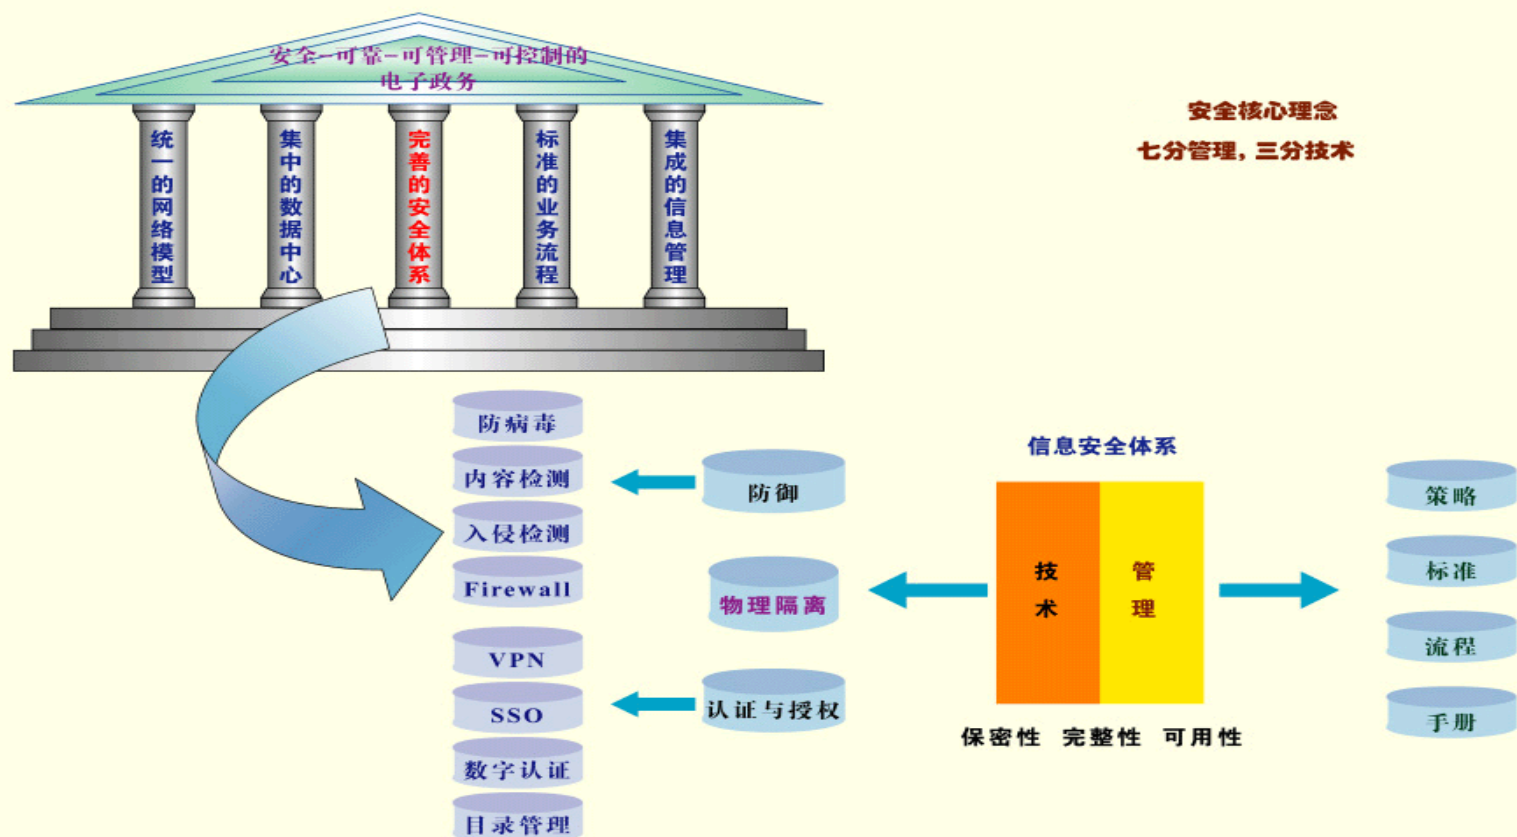 安全-可靠-可管理-可控制的
电子政务
统一的网络模型
集中的数据中心
完善的安全体系
标准的业务流程
集成的信息管理
安全核心理念
七分管理, 三分技术
防病毒
内容检测
入侵检测
Firewall
VPN
SSO
数字认证
目录管理
防御
物理隔离
认证与授权
信息安全体系
技术
管理
保密性 完整性 可用性
策略
标准
流程
手册